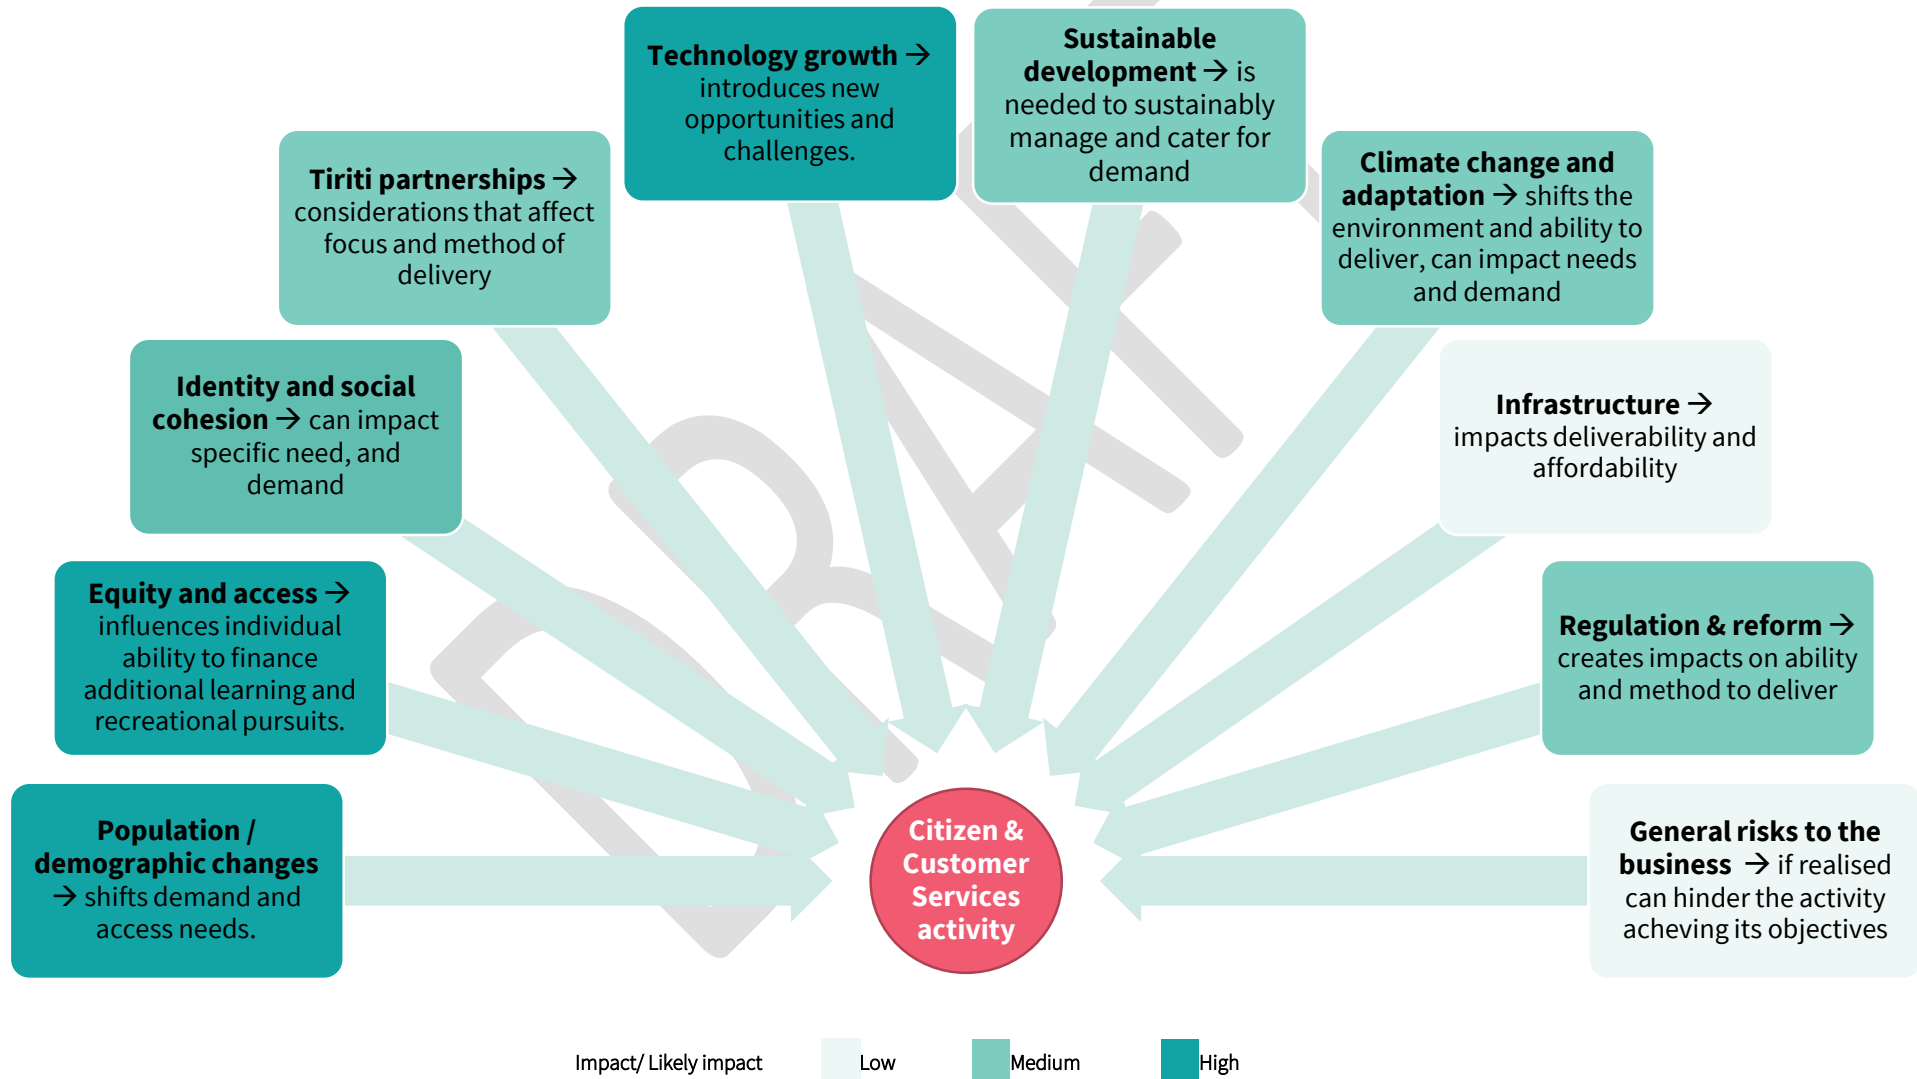 Technology growth →
introduces new
opportunities and
challenges.
Sustainable
development → is
needed to sustainably
manage and cater for
demand
Tiriti partnerships →
considerations that affect
focus and method of
delivery
Climate change and
adaptation → shifts the
environment and ability to
deliver, can impact needs
and demand
Identity and social
cohesion → can impact
specific need, and
demand
Infrastructure →
impacts deliverability and
affordability
Equity and access →
influences individual
ability to finance
additional learning and
recreational pursuits.
Regulation & reform →
creates impacts on ability
and method to deliver
Population /
demographic changes
→ shifts demand and
access needs.
General risks to the
business → if realised
can hinder the activity
acheving its objectives
Citizen &
Customer
Services
activity
DRAFT
Impact/ Likely impact Low Medium High